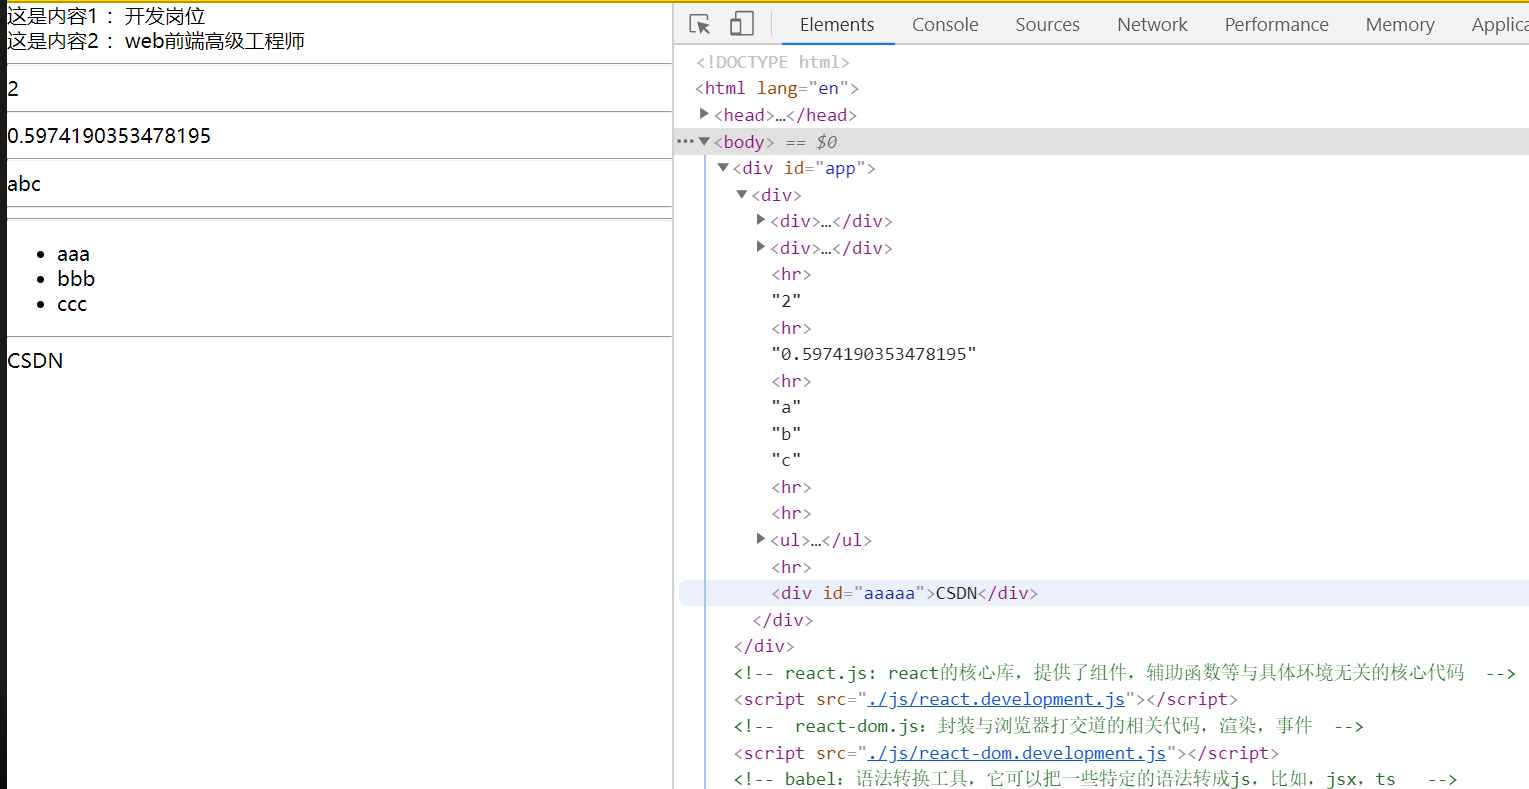 这是内容1 ：开发岗位
这是内容2 ：web前端高级工程师
2
0.5974190353478195
abc
aaa
bbb
ccc
CSDN
Elements Console Sources Network Performance Memory Applica
<!DOCTYPE html>
<html lang="en">
<head>…</head>
<body> == $0
<div id="app">
<div>
<div>…</div>
<div>…</div>
<hr>
"2"
<hr>
"0.5974190353478195"
<hr>
"a"
"b"
"c"
<hr>
<hr>
<ul>…</ul>
<hr>
<div id="aaaaa">CSDN</div>
</div>
</div>
<!-- react.js: react的核心库，提供了组件，辅助函数等与具体环境无关的核心代码 -->
<script src="./js/react.development.js"></script>
<!-- react-dom.js：封装与浏览器打交道的相关代码，渲染，事件 -->
<script src="./js/react-dom.development.js"></script>
<!-- babel：语法转换工具，它可以把一些特定的语法转成js，比如，jsx，ts -->